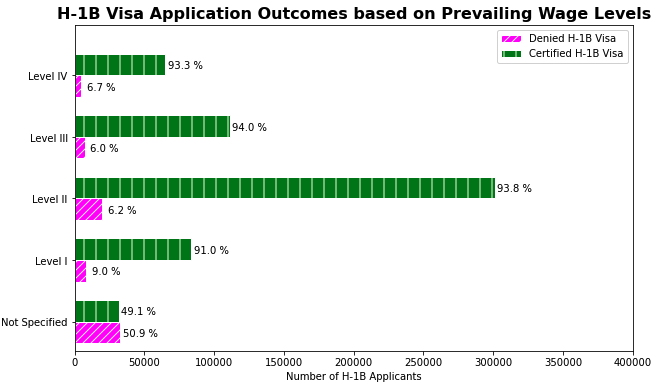 H-1B Visa Application Outcomes based on Prevailing Wage Levels
Denied H-1B Visa
Certified H-1B Visa
Level IV
93.3 %
6.7 %
Level III
94.0 %
6.0 %
Level II
93.8 %
6.2 %
Level I
91.0 %
9.0 %
Not Specified
49.1 %
50.9 %
0 50000 100000 150000 200000 250000 300000 350000 400000
Number of H-1B Applicants